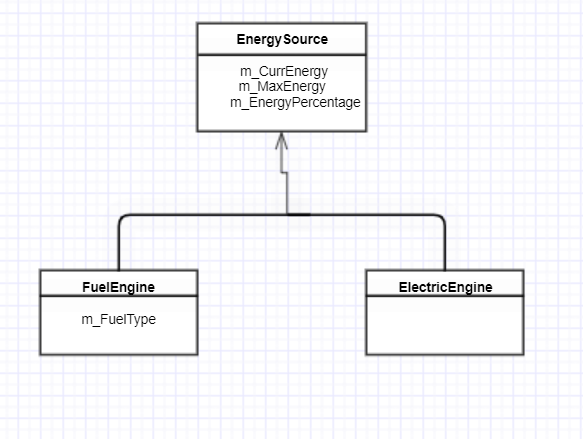 EnergySource
m_CurrEnergy
m_MaxEnergy
m_EnergyPercentage
FuelEngine
m_FuelType
ElectricEngine